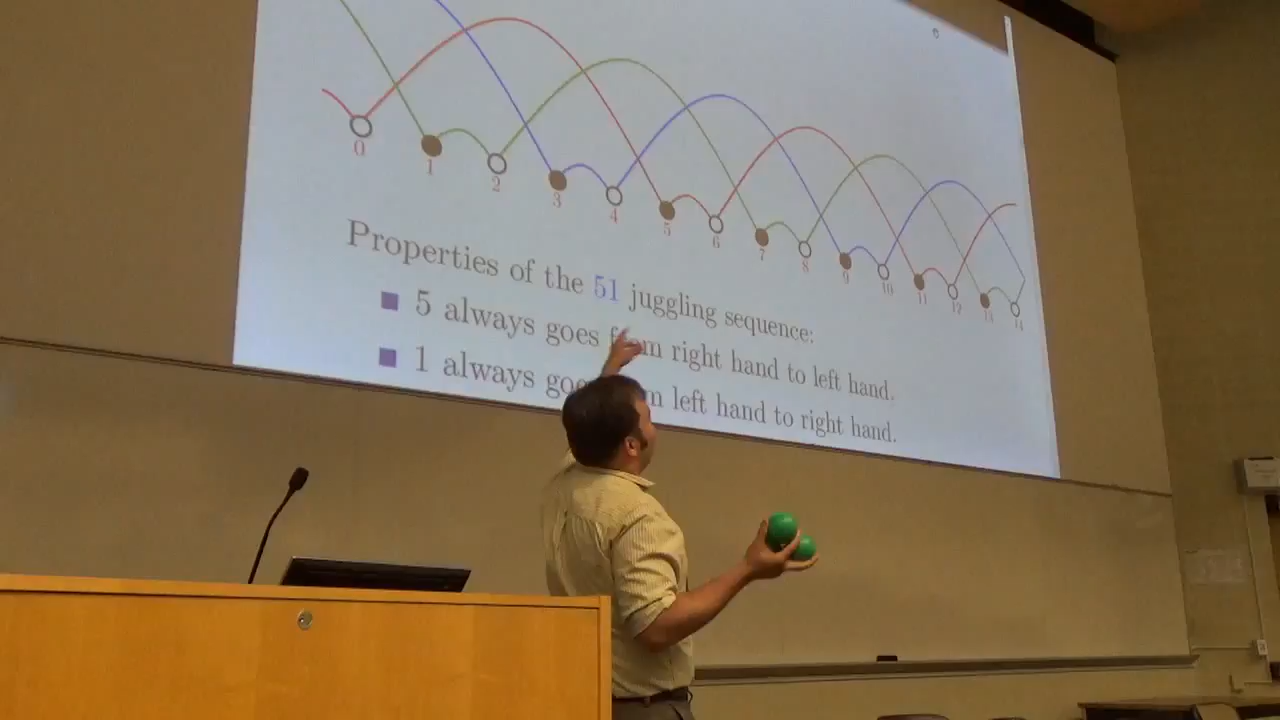 0 1 2 3 4 5 6 7 8 9 10 11 12 13 14
Properties of the 51 juggling sequence:
5 always goes from right hand to left hand.
1 always goes from left hand to right hand.